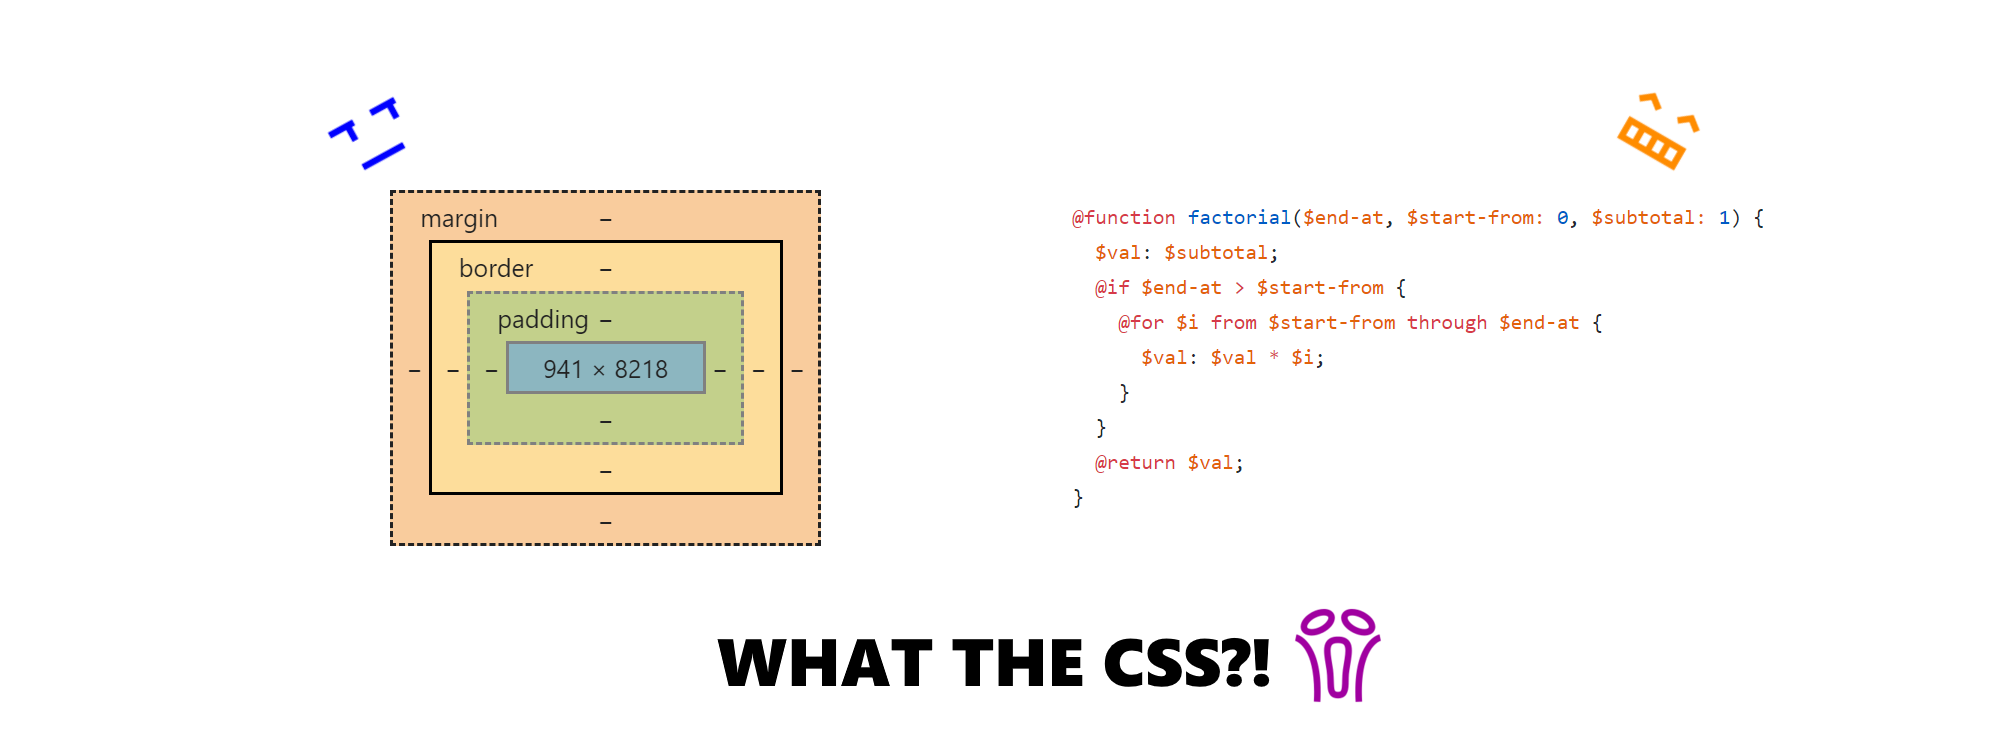 margin –
border –
padding –
– – – 941 × 8218 – – –
–
–
–
@function factorial($end-at, $start-from: 0, $subtotal: 1) {
  $val: $subtotal;
  @if $end-at > $start-from {
    @for $i from $start-from through $end-at {
      $val: $val * $i;
    }
  }
  @return $val;
}
WHAT THE CSS?!